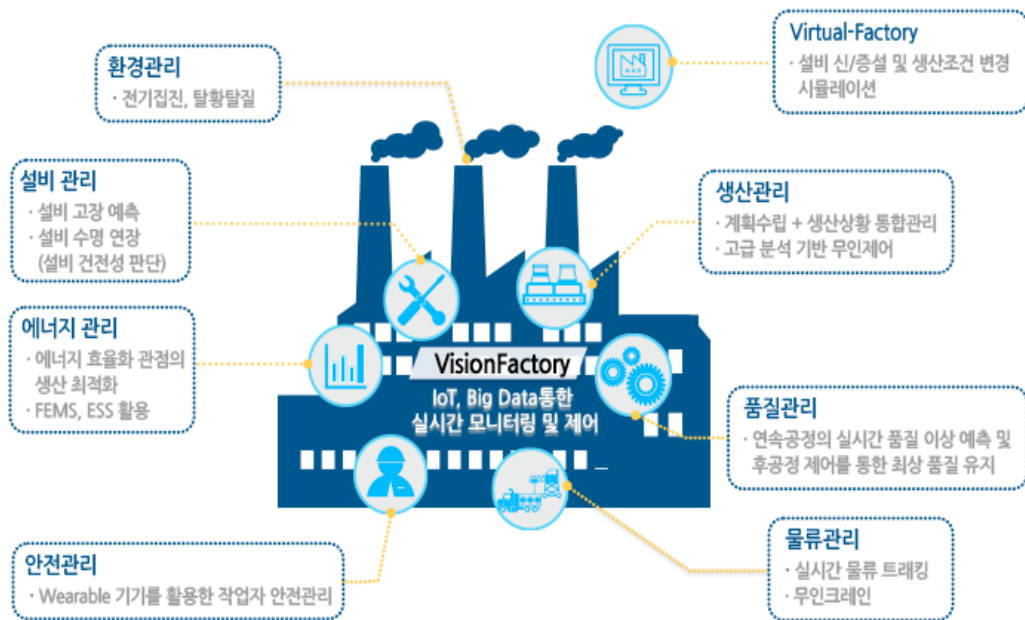 환경관리
· 전기집진, 탈황탈질
Virtual-Factory
· 설비 신/증설 및 생산조건 변경
시뮬레이션
설비 관리
· 설비 고장 예측
· 설비 수명 연장
(설비 건전성 판단)
생산관리
· 계획수립 + 생산상황 통합관리
· 고급 분석 기반 무인제어
에너지 관리
· 에너지 효율화 관점의
생산 최적화
· FEMS, ESS 활용
VisionFactory
IoT, Big Data통한
실시간 모니터링 및 제어
품질관리
· 연속공정의 실시간 품질 이상 예측 및
후공정 제어를 통한 최상 품질 유지
안전관리
· Wearable 기기를 활용한 작업자 안전관리
물류관리
· 실시간 물류 트래킹
· 무인크레인